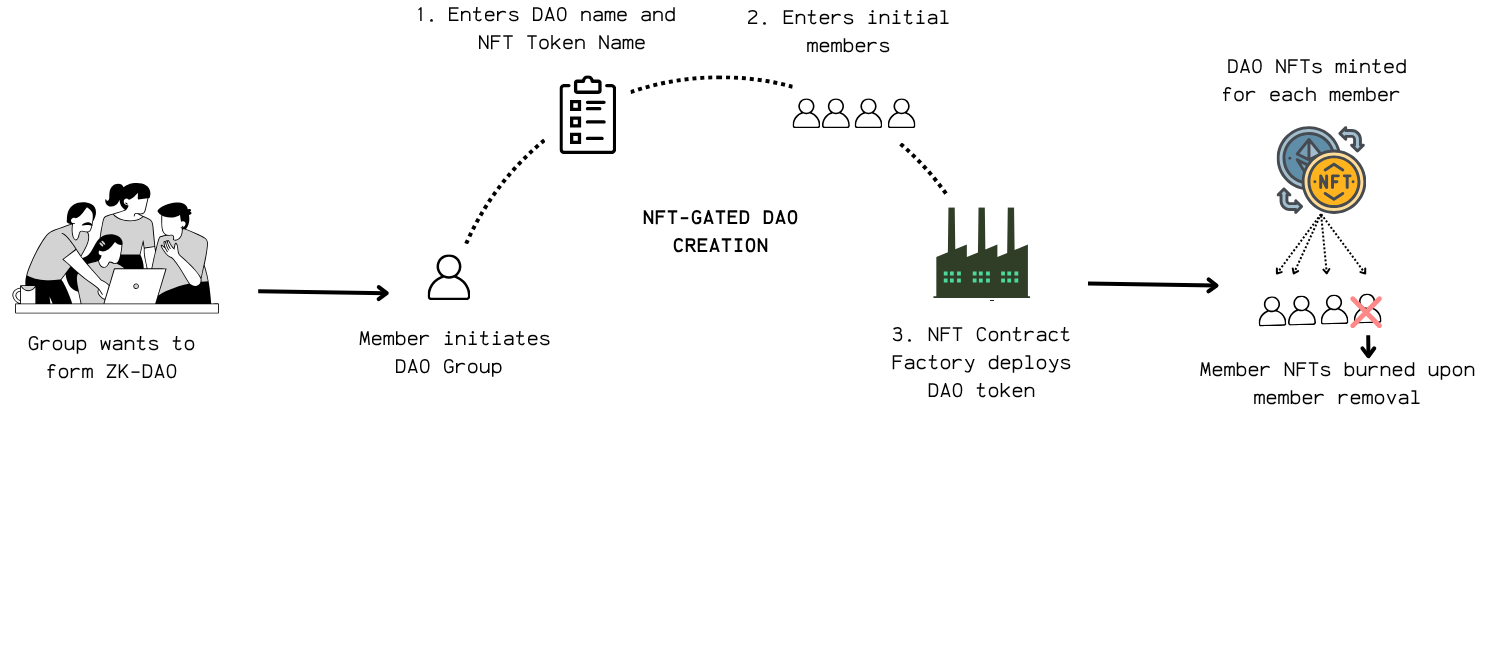 1. Enters DAO name and
NFT Token Name
2. Enters initial
members
DAO NFTs minted
for each member
NFT
NFT-GATED DAO
CREATION
Group wants to
form ZK-DAO
Member initiates
DAO Group
3. NFT Contract
Factory deploys
DAO token
Member NFTs burned upon
member removal